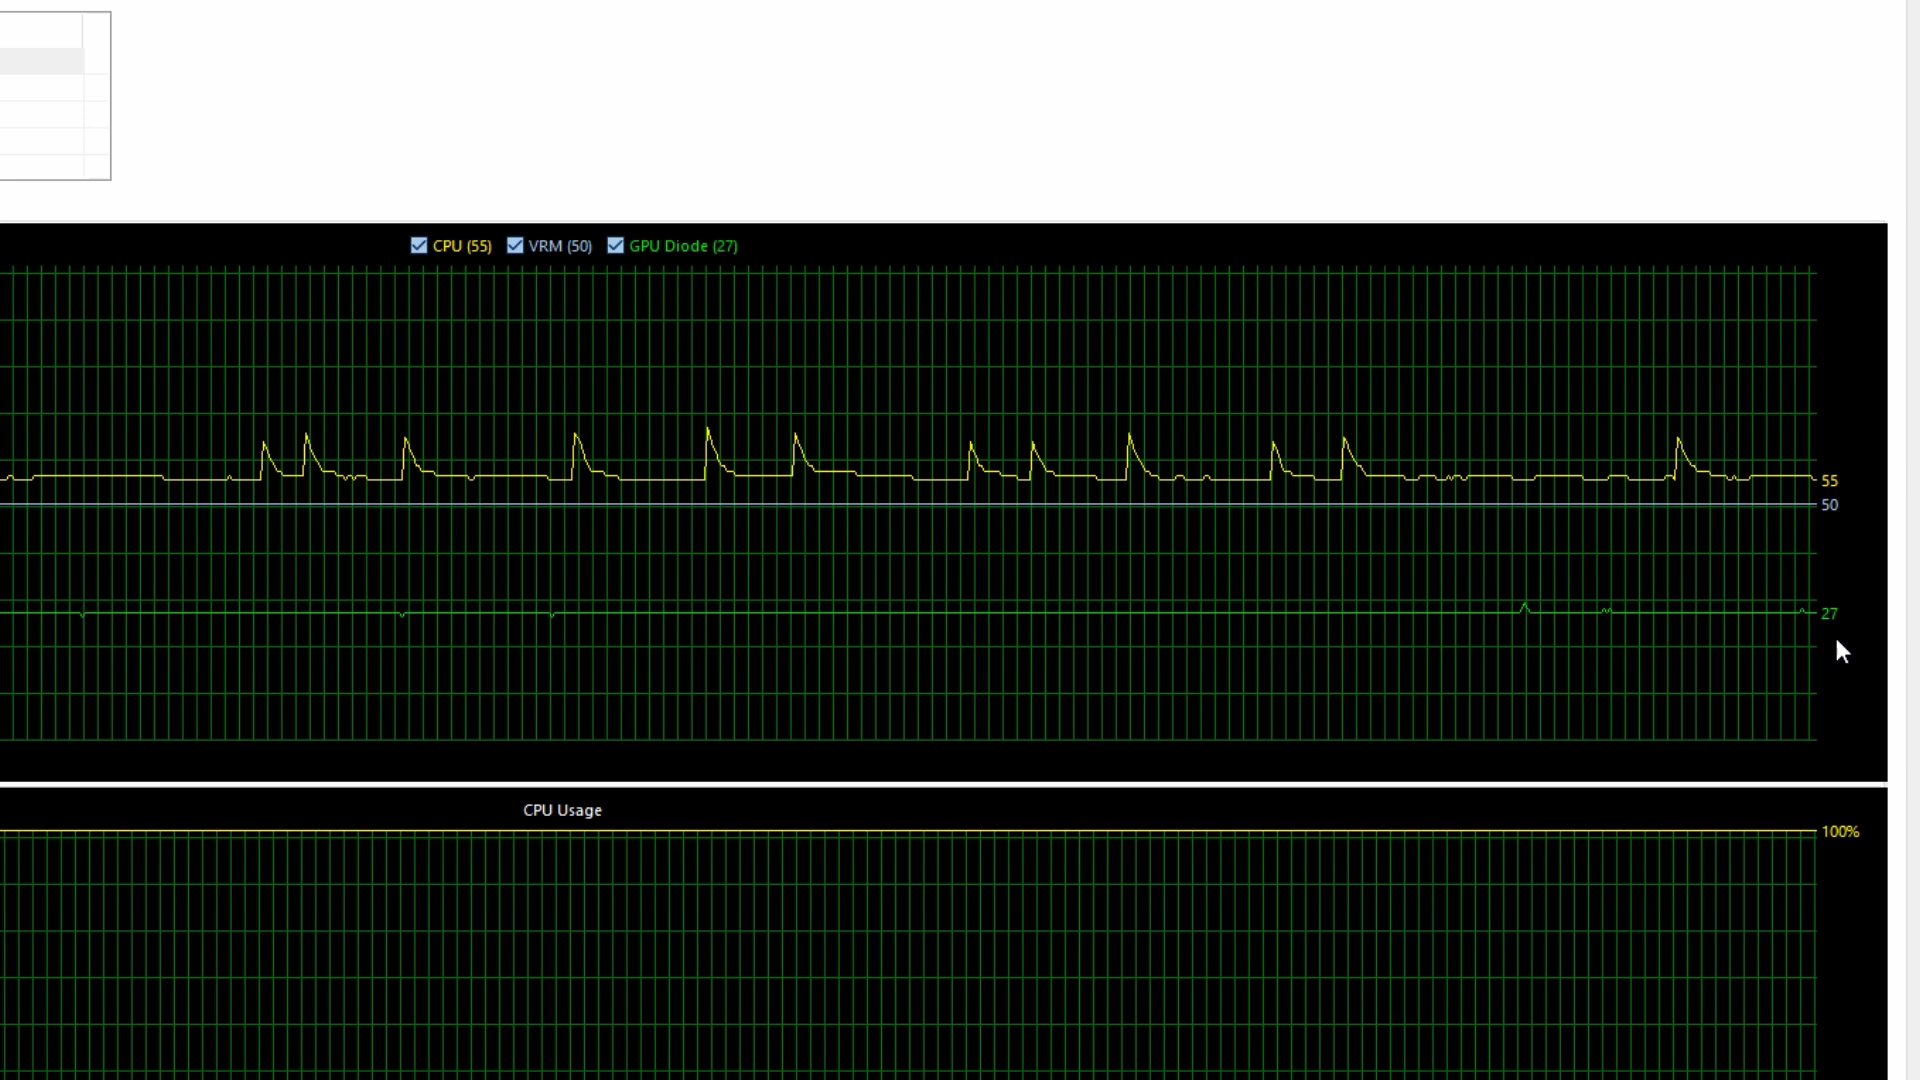 CPU (55) VRM (50) GPU Diode (27)
55
50
27
CPU Usage
100%